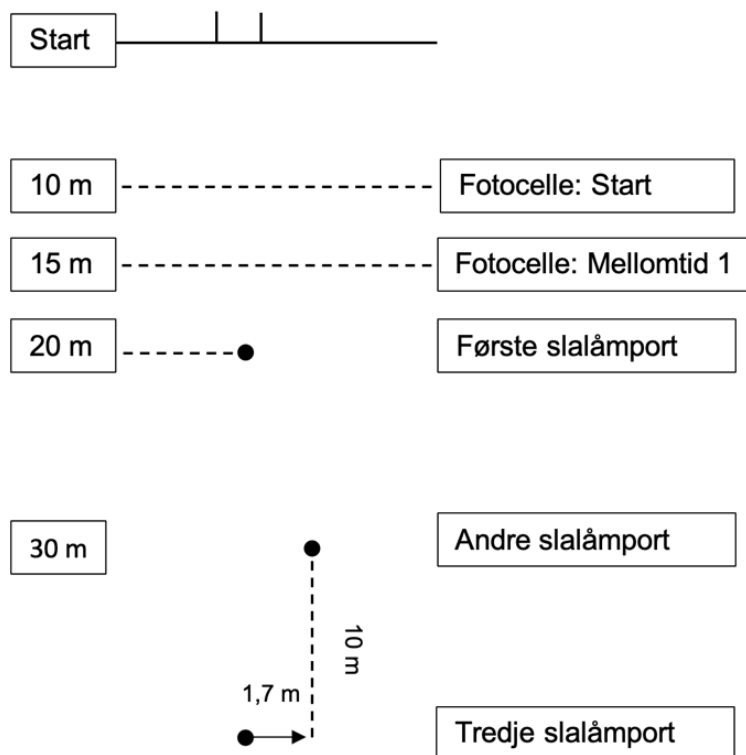 Start
10 m
Fotocelle: Start
15 m
Fotocelle: Mellomtid 1
20 m
Første slalåmport
30 m
Andre slalåmport
10 m
1,7 m
Tredje slalåmport